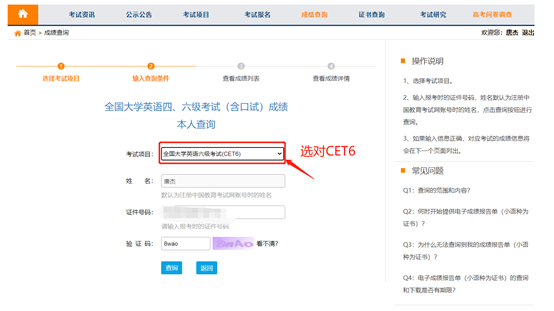 考试资讯 公示公告 考试项目 考试报名 成绩查询 证书查询 考试研究 高考问卷调查
首页 > 成绩查询 欢迎您：唐杰 退出
1 2 3 4
选择考试项目 输入查询条件 查看成绩列表 查看成绩详情
全国大学英语四、六级考试（含口试）成绩
本人查询
考试项目： 全国大学英语六级考试(CET6) 选对CET6
姓 名： 唐杰
默认为注册中国教育考试网账号时的姓名
证件号码：
请输入报考时的证件号码
验 证 码： 8wao 看不清?
查询 返回
操作说明
1、选择考试项目。
2、输入报考时的证件号码，姓名默认为注册中
国教育考试网账号时的姓名，点击查询按钮进行
查询。
3、如果输入信息正确，对应考试的成绩信息将
会在下一个页面列出。
常见问题
Q1：查询的范围和内容？
Q2：何时开始提供电子成绩报告单（小语种为
证书）？
Q3：为什么无法查询到我的成绩报告单（小语
种为证书）？
Q4：电子成绩报告单（小语种为证书）的查询
和下载是否有期限？